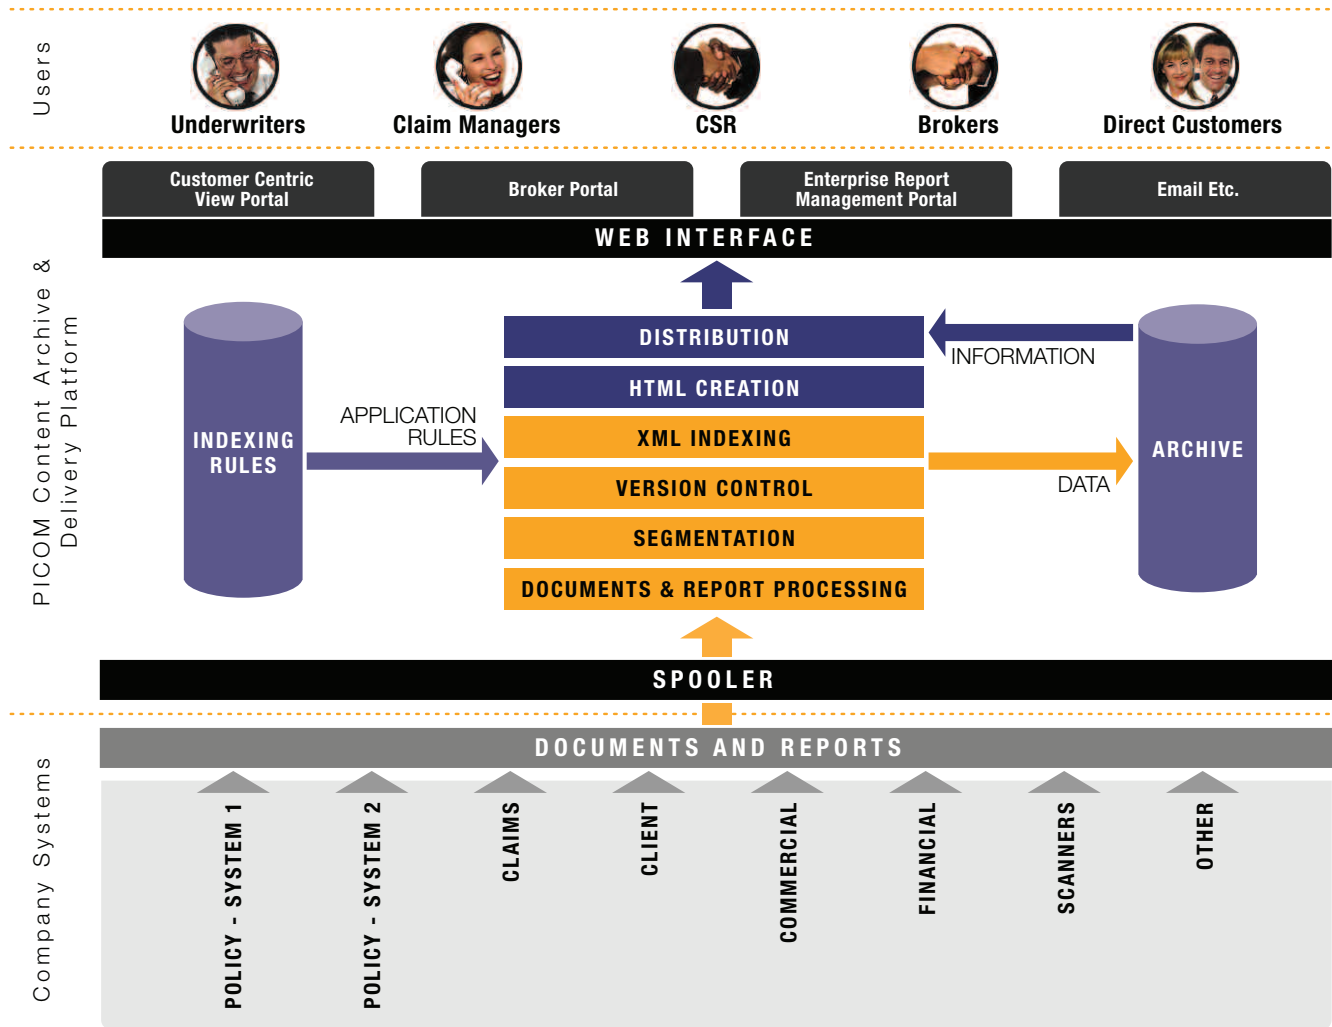 Users
Underwriters
Claim Managers
CSR
Brokers
Direct Customers
PICOM Content Archive &
Delivery Platform
Customer Centric
View Portal
Broker Portal
Enterprise Report
Management Portal
Email Etc.
WEB INTERFACE
INDEXING
RULES
APPLICATION
RULES
DISTRIBUTION
HTML CREATION
XML INDEXING
VERSION CONTROL
SEGMENTATION
DOCUMENTS & REPORT PROCESSING
INFORMATION
DATA
ARCHIVE
SPOOLER
Company Systems
DOCUMENTS AND REPORTS
POLICY - SYSTEM 1
POLICY - SYSTEM 2
CLAIMS
CLIENT
COMMERCIAL
FINANCIAL
SCANNERS
OTHER